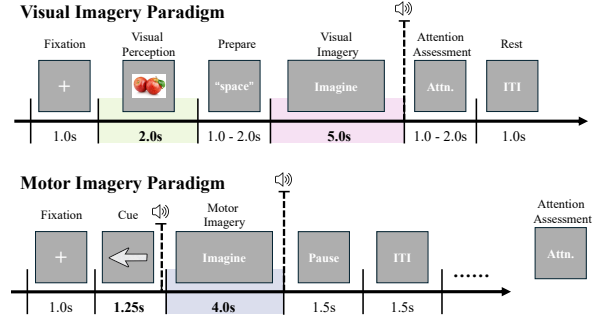 Visual Imagery Paradigm
Fixation
Visual
Perception
Prepare
Visual
Imagery
Attention
Assessment
Rest
+
"space"
Imagine
Attn.
ITI
1.0s
2.0s
1.0 - 2.0s
5.0s
1.0 - 2.0s
1.0s
Motor Imagery Paradigm
Fixation
Cue
Motor
Imagery
Attention
Assessment
+
Imagine
Pause
ITI
......
Attn.
1.0s
1.25s
4.0s
1.5s
1.5s